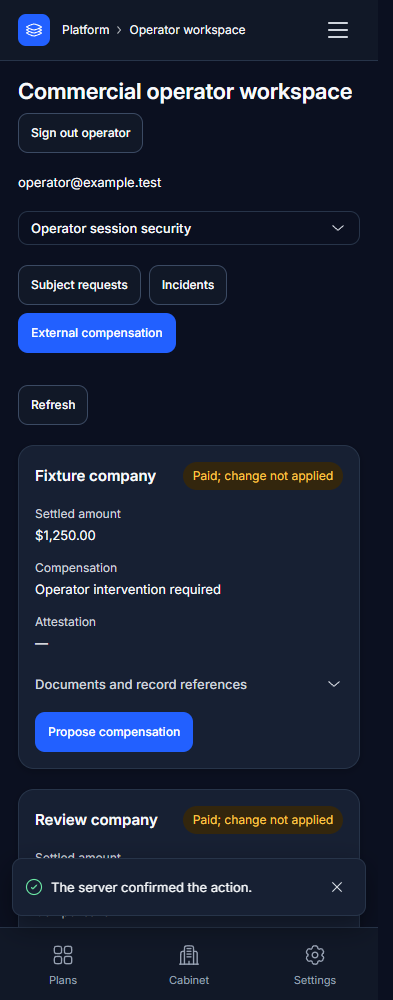 Platform > Operator workspace
Commercial operator workspace
Sign out operator
operator@example.test
Operator session security
Subject requests Incidents
External compensation
Refresh
Fixture company Paid; change not applied
Settled amount
$1,250.00
Compensation
Operator intervention required
Attestation
—
Documents and record references
Propose compensation
Review company Paid; change not applied
Settled amount
The server confirmed the action.
Plans Cabinet Settings